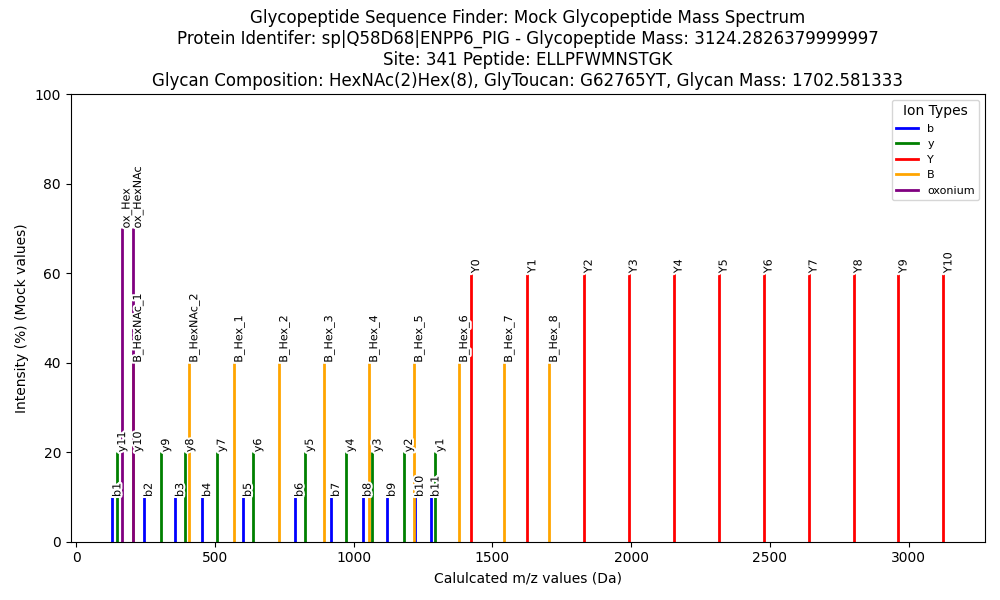 Glycopeptide Sequence Finder: Mock Glycopeptide Mass Spectrum
Protein Identifer: sp|Q58D68|ENPP6_PIG - Glycopeptide Mass: 3124.2826379999997
Site: 341 Peptide: ELLPFWMNSTGK
Glycan Composition: HexNAc(2)Hex(8), GlyToucan: G62765YT, Glycan Mass: 1702.581333
Intensity (%) (Mock values)
100
80
60
40
20
0
Ion Types
b
y
Y
B
oxonium
ox_Hex
ox_HexNAc
Y0
Y1
Y2
Y3
Y4
Y5
Y6
Y7
Y8
Y9
Y10
B_HexNAc_1
B_HexNAc_2
B_Hex_1
B_Hex_2
B_Hex_3
B_Hex_4
B_Hex_5
B_Hex_6
B_Hex_7
B_Hex_8
y11
y10
y9
y8
y7
y6
y5
y4
y3
y2
y1
b1
b2
b3
b4
b5
b6
b7
b8
b9
b10
b11
0
500
1000
1500
2000
2500
3000
Calulcated m/z values (Da)